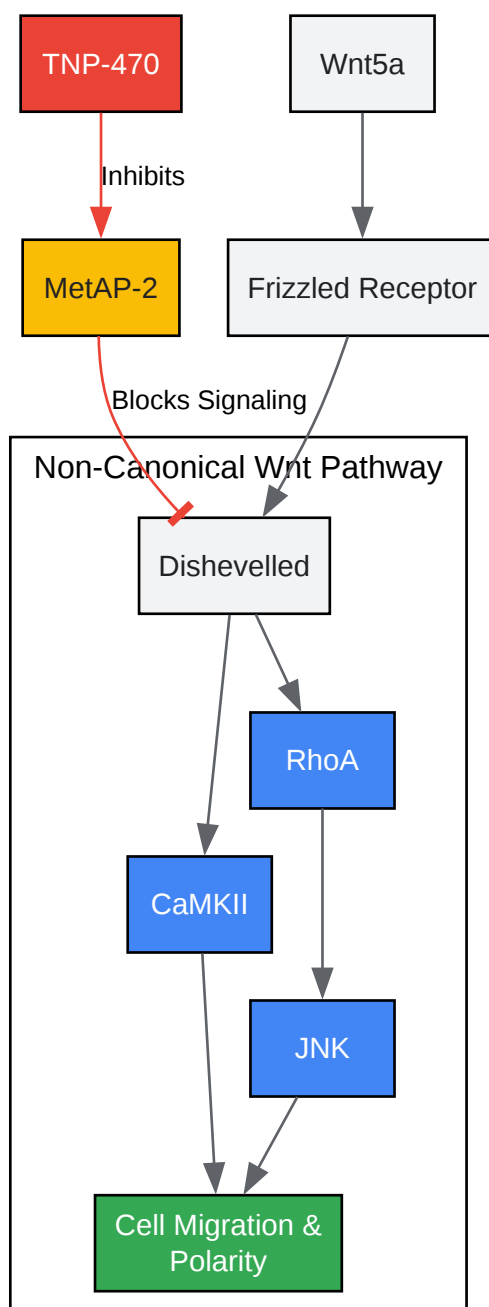 TNP-470
Wnt5a
Inhibits
MetAP-2
Frizzled Receptor
Blocks Signaling
Non-Canonical Wnt Pathway
Dishevelled
RhoA
CaMKII
JNK
Cell Migration &
Polarity